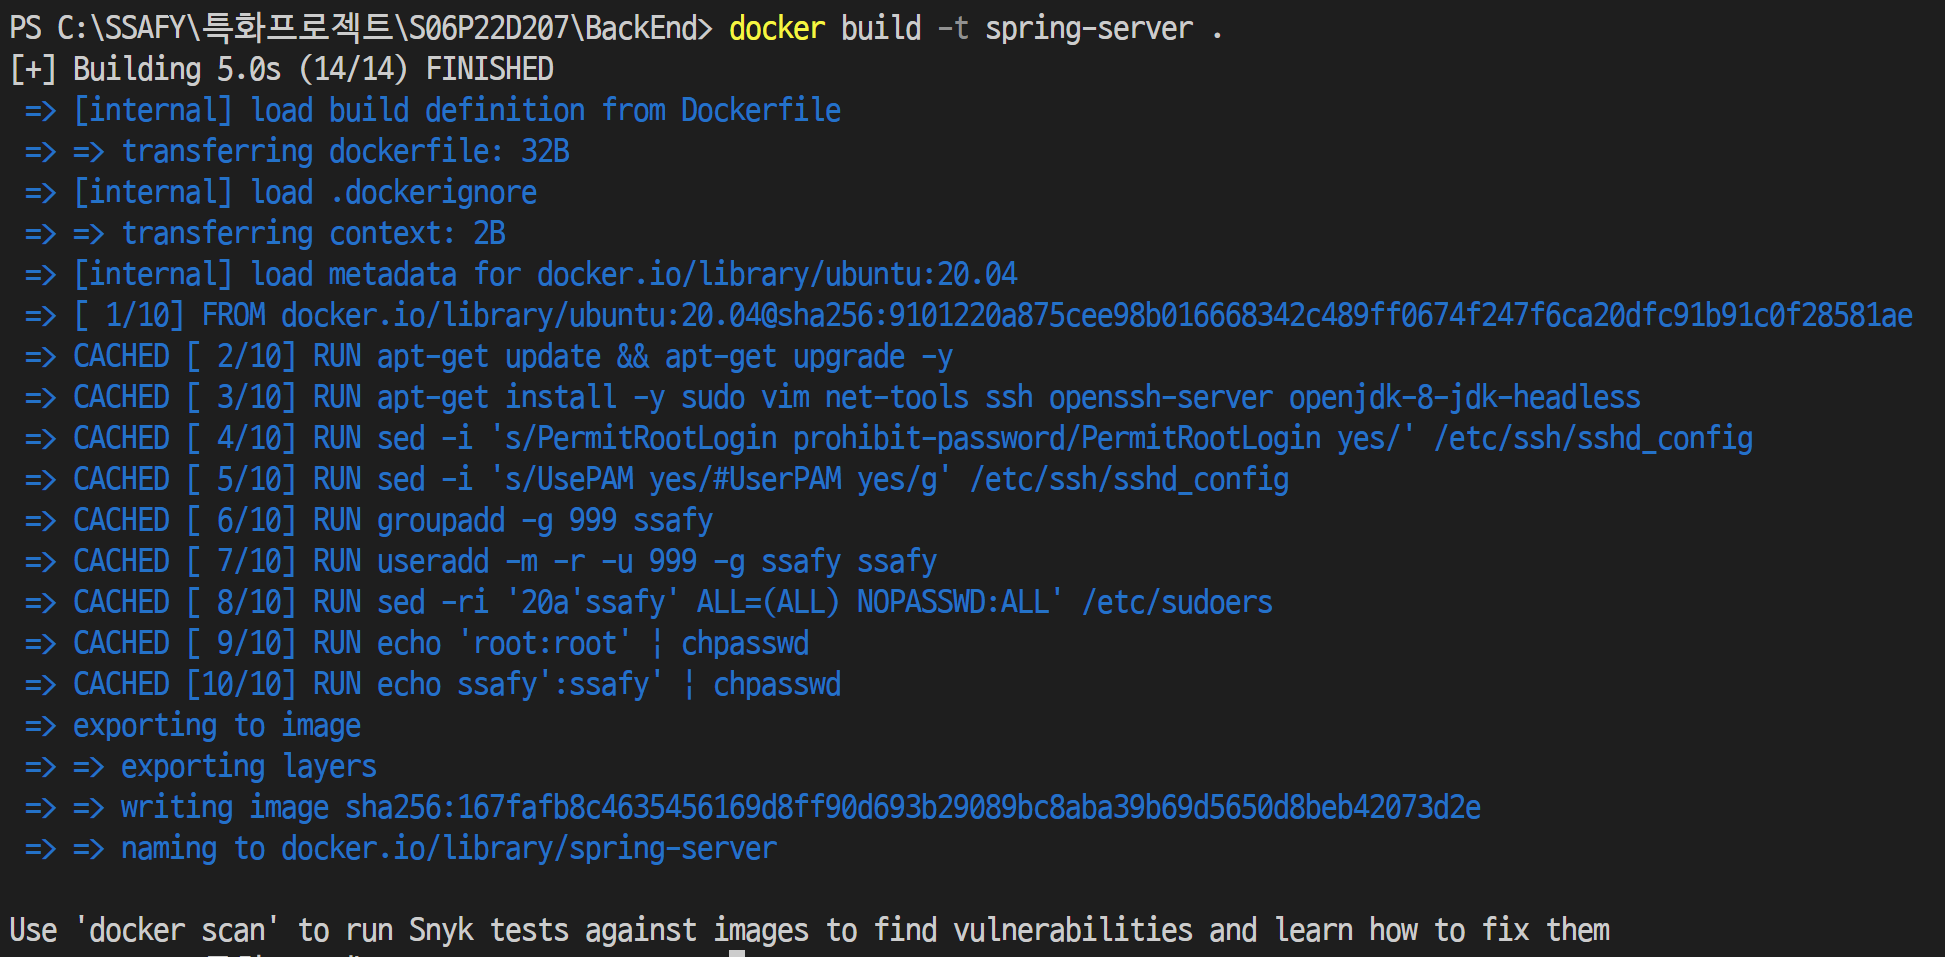 PS C:\SSAFY\특화프로젝트\S06P22D207\BackEnd> docker build -t spring-server .
[+] Building 5.0s (14/14) FINISHED
=> [internal] load build definition from Dockerfile
=> => transferring dockerfile: 32B
=> [internal] load .dockerignore
=> => transferring context: 2B
=> [internal] load metadata for docker.io/library/ubuntu:20.04
=> [ 1/10] FROM docker.io/library/ubuntu:20.04@sha256:9101220a875cee98b016668342c489ff0674f247f6ca20dfc91b91c0f28581ae
=> CACHED [ 2/10] RUN apt-get update && apt-get upgrade -y
=> CACHED [ 3/10] RUN apt-get install -y sudo vim net-tools ssh openssh-server openjdk-8-jdk-headless
=> CACHED [ 4/10] RUN sed -i 's/PermitRootLogin prohibit-password/PermitRootLogin yes/' /etc/ssh/sshd_config
=> CACHED [ 5/10] RUN sed -i 's/UsePAM yes/#UserPAM yes/g' /etc/ssh/sshd_config
=> CACHED [ 6/10] RUN groupadd -g 999 ssafy
=> CACHED [ 7/10] RUN useradd -m -r -u 999 -g ssafy ssafy
=> CACHED [ 8/10] RUN sed -ri '20a'ssafy' ALL=(ALL) NOPASSWD:ALL' /etc/sudoers
=> CACHED [ 9/10] RUN echo 'root:root' | chpasswd
=> CACHED [10/10] RUN echo ssafy':ssafy' | chpasswd
=> exporting to image
=> => exporting layers
=> => writing image sha256:167fafb8c4635456169d8ff90d693b29089bc8aba39b69d5650d8beb42073d2e
=> => naming to docker.io/library/spring-server
Use 'docker scan' to run Snyk tests against images to find vulnerabilities and learn how to fix them